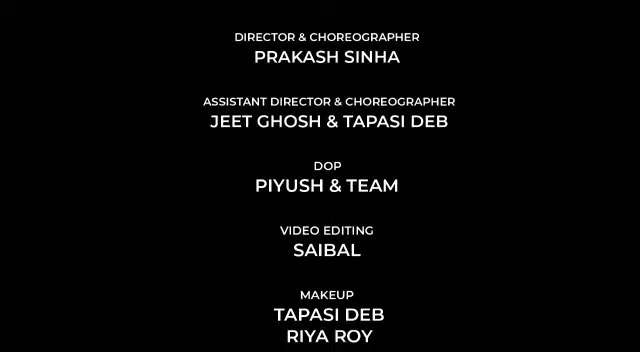 DIRECTOR & CHOREOGRAPHER
PRAKASH SINHA
ASSISTANT DIRECTOR & CHOREOGRAPHER
JEET GHOSH & TAPASI DEB
DOP
PIYUSH & TEAM
VIDEO EDITING
SAIBAL
MAKEUP
TAPASI DEB
RIYA ROY